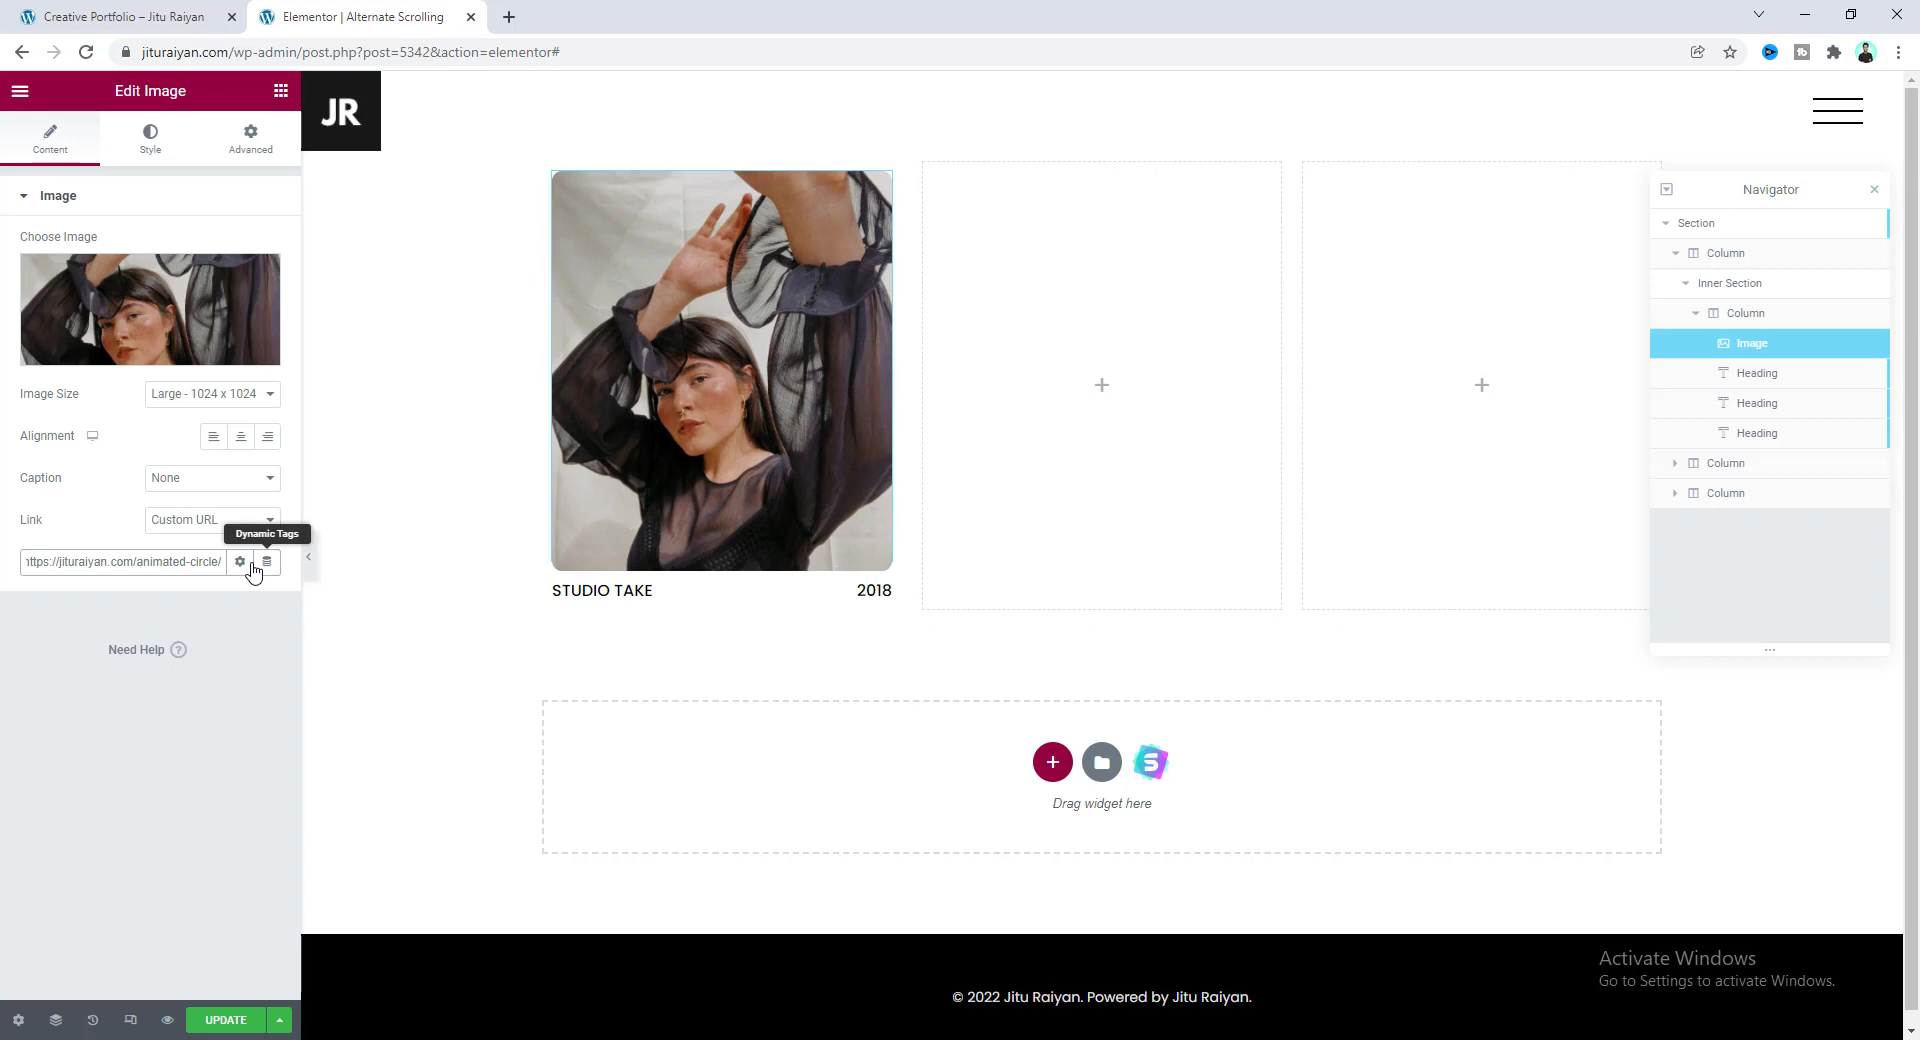 Creative Portfolio – Jitu Raiyan
Elementor | Alternate Scrolling
jituraiyan.com/wp-admin/post.php?post=5342&action=elementor#
Edit Image
JR
Content
Style
Advanced
Image
Choose Image
Image Size
Large - 1024 x 1024
Alignment
Caption
None
Link
Custom URL
Dynamic Tags
https://jituraiyan.com/animated-circle/
Need Help ?
UPDATE
STUDIO TAKE
2018
Navigator
Section
Column
Inner Section
Column
Image
Heading
Heading
Heading
Column
Column
S
Drag widget here
© 2022 Jitu Raiyan. Powered by Jitu Raiyan.
Activate Windows
Go to Settings to activate Windows.